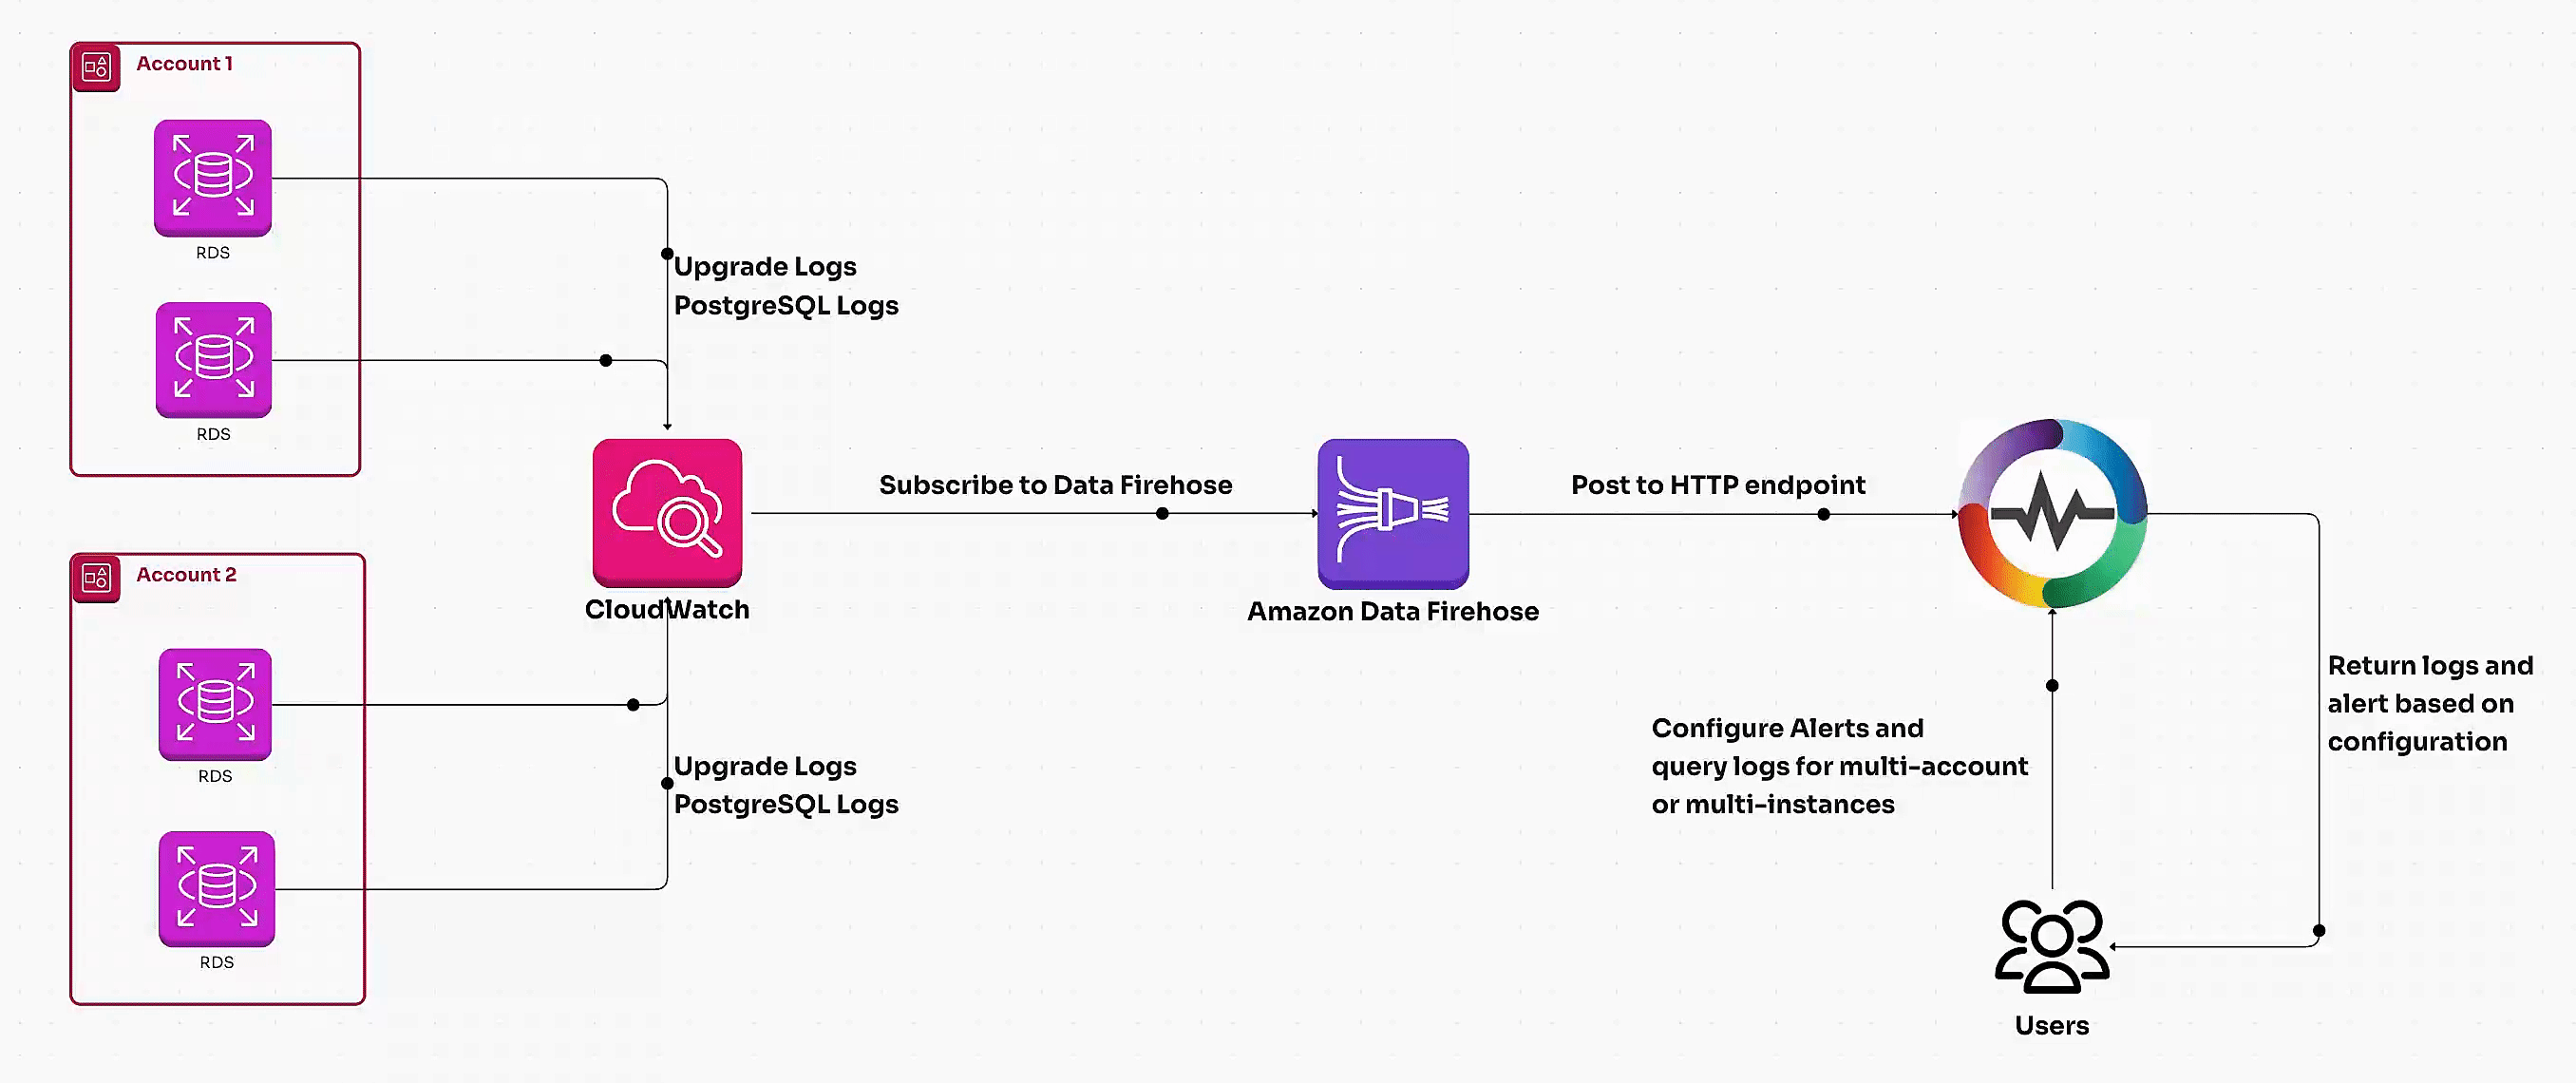 Account 1
RDS
RDS
Upgrade Logs
PostgreSQL Logs
Account 2
RDS
RDS
Upgrade Logs
PostgreSQL Logs
CloudWatch
Subscribe to Data Firehose
Amazon Data Firehose
Post to HTTP endpoint
Configure Alerts and
query logs for multi-account
or multi-instances
Return logs and
alert based on
configuration
Users